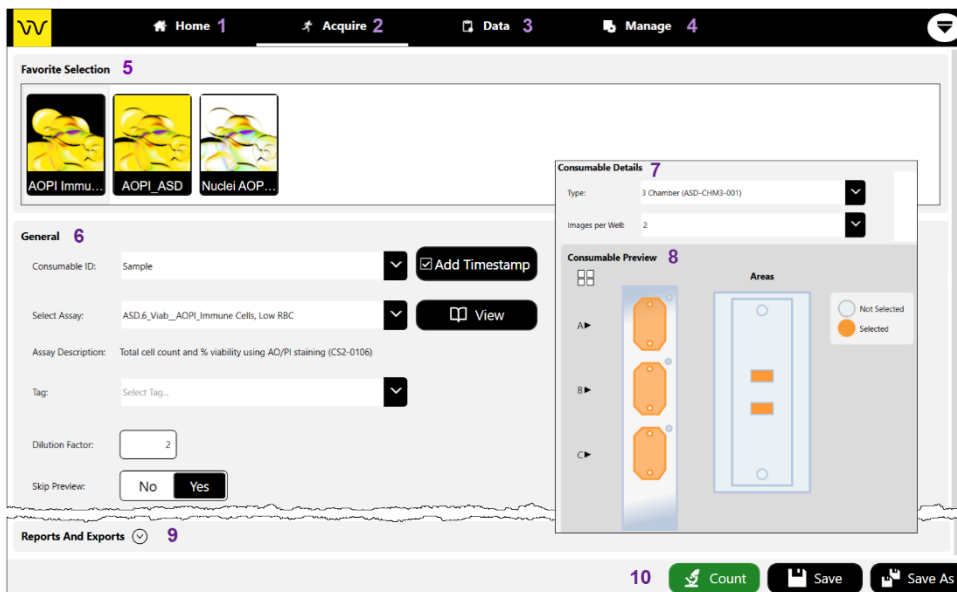 Home 1 Acquire 2 Data 3 Manage 4
Favorite Selection 5
AOPI Immu... AOPI_ASD Nuclei AOP...
Consumable Details 7
Type: 3 Chamber (ASD-CHM3-001)
Images per Well: 2
General 6
Consumable ID: Sample Add Timestamp
Select Assay: ASD.6_Viab__AOPI_Immune Cells, Low RBC View
Assay Description: Total cell count and % viability using AO/PI staining (CS2-0106)
Tag: Select Tag...
Dilution Factor: 2
Skip Preview: No Yes
Consumable Preview 8
Areas
Not Selected
Selected
A
B
C
Reports And Exports 9
10 Count Save Save As